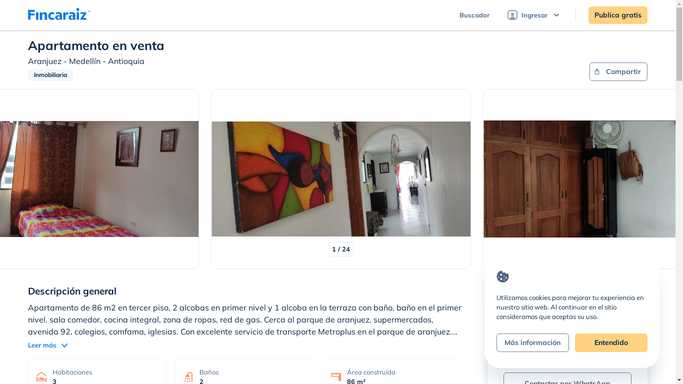 Fincaraiz
Buscador
Ingresar
Publica gratis
Apartamento en venta
Aranjuez - Medellín - Antioquia
Inmobiliaria
Compartir
1 / 24
Descripción general
Apartamento de 86 m2 en tercer piso, 2 alcobas en primer nivel y 1 alcoba en la terraza con baño, baño en el primer
nivel. sala comedor, cocina integral, zona de ropas, red de gas. Cerca al parque de aranjuez, supermercados,
avenida 92, colegios, comfama, iglesias. Con excelente servicio de transporte Metroplus en el parque de aranjuez....
Leer más
Habitaciones
3
Baños
2
Área construida
86 m²
Utilizamos cookies para mejorar tu experiencia en
nuestro sitio web. Al continuar en el sitio
consideramos que aceptas su uso.
Más información
Entendido
Contactar por WhatsApp